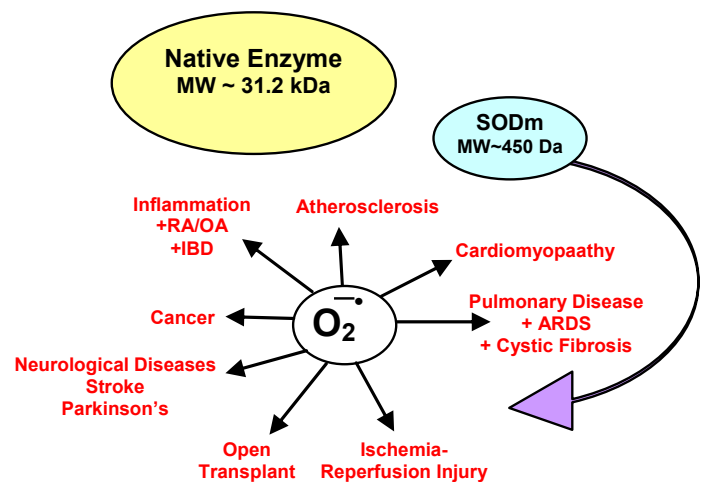 Native Enzyme
MW ~ 31.2 kDa
SODm
MW~450 Da
Inflammation
+RA/OA
+IBD
Atherosclerosis
Cardiomyopaathy
Cancer
O₂⁻•
Pulmonary Disease
+ ARDS
+ Cystic Fibrosis
Neurological Diseases
Stroke
Parkinson's
Open
Transplant
Ischemia-
Reperfusion Injury